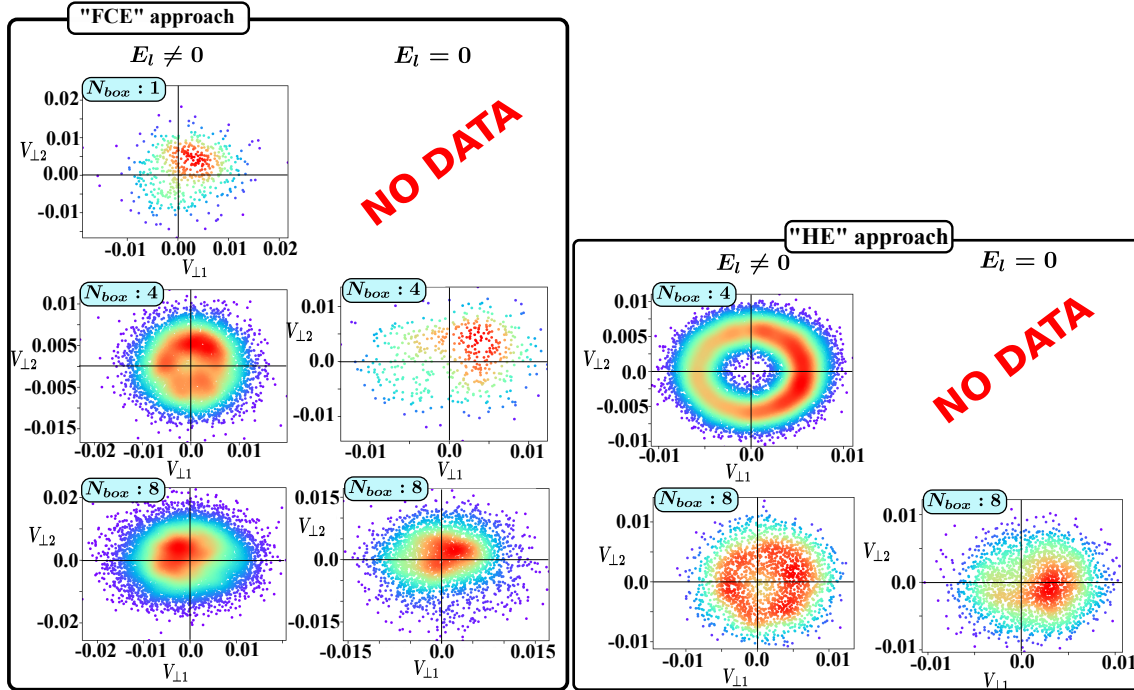 "FCE" approach
E_l ≠ 0
E_l = 0
N_box : 1
0.02
0.01
V⊥2
0.00
-0.01
-0.01 0.00 0.01 0.02
V⊥1
NO DATA
N_box : 4
0.01
0.005
V⊥2
0.0
-0.005
-0.015
-0.02 -0.01 0.0 0.01
V⊥1
N_box : 4
0.01
V⊥2
0.0
-0.01
-0.01 0.0 0.01
V⊥1
N_box : 8
0.02
V⊥2
0.0
-0.02
-0.02 -0.01 0.0 0.01
V⊥1
N_box : 8
0.015
V⊥2
0.0
-0.015
-0.015 0.0 0.015
V⊥1
"HE" approach
E_l ≠ 0
E_l = 0
N_box : 4
0.01
0.005
V⊥2
0.0
-0.005
-0.01
-0.01 0.0 0.01
V⊥1
NO DATA
N_box : 8
0.01
V⊥2
0.0
-0.01
-0.01 0.0 0.01
V⊥1
N_box : 8
0.01
V⊥2
0.0
-0.01
-0.01 0.0 0.01
V⊥1